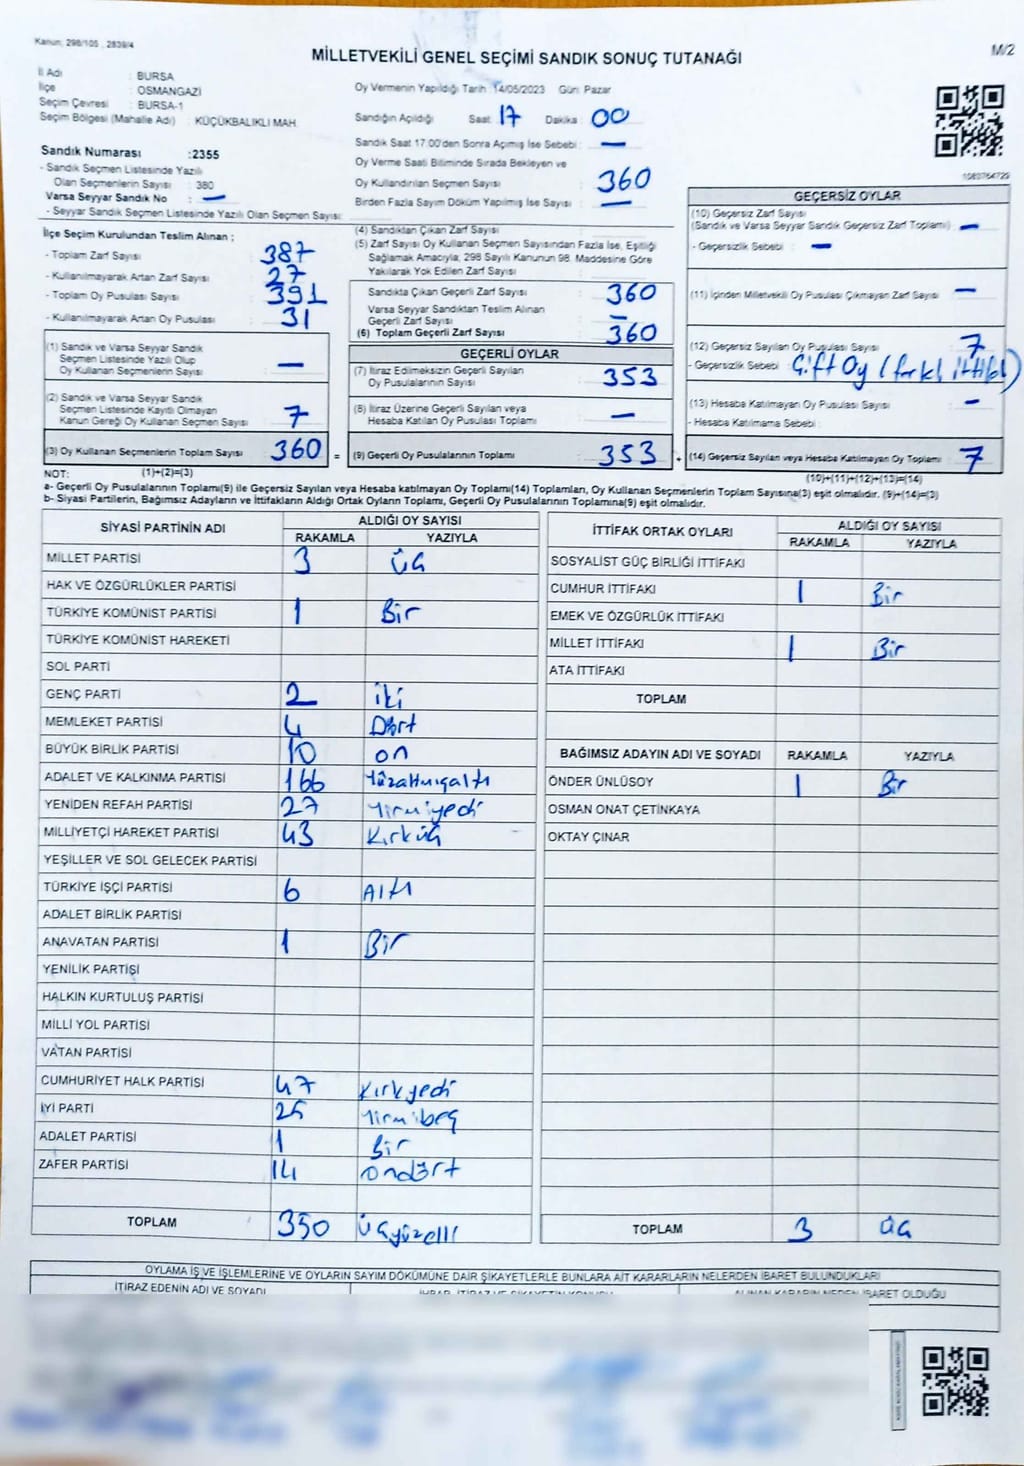 Kanun: 298/105 , 2839/4
MİLLETVEKİLİ GENEL SEÇİMİ SANDIK SONUÇ TUTANAĞI
M/2
İl Adı : BURSA
İlçe : OSMANGAZİ
Seçim Çevresi : BURSA-1
Seçim Bölgesi (Mahalle Adı) : KÜÇÜKBALIKLI MAH.
Sandık Numarası :2355
- Sandık Seçmen Listesinde Yazılı
Olan Seçmenlerin Sayısı : 380
Varsa Seyyar Sandık No : —
- Seyyar Sandık Seçmen Listesinde Yazılı Olan Seçmen Sayısı:
Oy Vermenin Yapıldığı Tarih : 14/05/2023 Gün: Pazar
Sandığın Açıldığı Saat : 17 Dakika : 00
Sandık Saat 17.00'den Sonra Açımış İse Sebebi : —
Oy Verme Saati Bitiminde Sırada Bekleyen ve
Oy Kullandırılan Seçmen Sayısı : 360
Birden Fazla Sayım Döküm Yapılmış İse Sayısı : —
İlçe Seçim Kurulundan Teslim Alınan ;
- Toplam Zarf Sayısı : 387
- Kullanılmayarak Artan Zarf Sayısı : 27
- Toplam Oy Pusulası Sayısı : 391
- Kullanılmayarak Artan Oy Pusulası : 31
(1) Sandık ve Varsa Seyyar Sandık
Seçmen Listesinde Yazılı Olup
Oy Kullanan Seçmenlerin Sayısı : —
(2) Sandık ve Varsa Seyyar Sandık
Seçmen Listesinde Kayıtlı Olmayan
Kanun Gereği Oy Kullanan Seçmen Sayısı : 7
(3) Oy Kullanan Seçmenlerin Toplam Sayısı : 360 =
(1)+(2)=(3)
(4) Sandıktan Çıkan Zarf Sayısı :
(5) Zarf Sayısı Oy Kullanan Seçmen Sayısından Fazla İse, Eşitliği
Sağlamak Amacıyla, 298 Sayılı Kanunun 98. Maddesine Göre
Yakılarak Yok Edilen Zarf Sayısı :
Sandıkta Çıkan Geçerli Zarf Sayısı : 360
Varsa Seyyar Sandıktan Teslim Alınan
Geçerli Zarf Sayısı : —
(6) Toplam Geçerli Zarf Sayısı : 360
GEÇERLİ OYLAR
(7) İtiraz Edilmeksizin Geçerli Sayılan
Oy Pusulalarının Sayısı : 353
(8) İtiraz Üzerine Geçerli Sayılan veya
Hesaba Katılan Oy Pusulası Toplamı : —
(9) Geçerli Oy Pusulalarının Toplamı : 353 +
1083764729
GEÇERSİZ OYLAR
(10) Geçersiz Zarf Sayısı
(Sandık ve Varsa Seyyar Sandık Geçersiz Zarf Toplamı) : —
- Geçersizlik Sebebi : —
(11) İçinden Milletvekili Oy Pusulası Çıkmayan Zarf Sayısı : —
(12) Geçersiz Sayılan Oy Pusulası Sayısı : 7
- Geçersizlik Sebebi : Çift Oy (farklı ittifak)
(13) Hesaba Katılmayan Oy Pusulası Sayısı : —
- Hesaba Katılmama Sebebi :
(14) Geçersiz Sayılan veya Hesaba Katılmayan Oy Toplamı : 7
(10)+(11)+(12)+(13)=(14)
NOT:
a- Geçerli Oy Pusulalarının Toplamı(9) ile Geçersiz Sayılan veya Hesaba katılmayan Oy Toplamı(14) Toplamları, Oy Kullanan Seçmenlerin Toplam Sayısına(3) eşit olmalıdır. (9)+(14)=(3)
b- Siyasi Partilerin, Bağımsız Adayların ve İttifakların Aldığı Ortak Oyların Toplamı, Geçerli Oy Pusulalarının Toplamına(9) eşit olmalıdır.
SİYASİ PARTİNİN ADI ALDIĞI OY SAYISI
RAKAMLA YAZIYLA
MİLLET PARTİSİ 3 üç
HAK VE ÖZGÜRLÜKLER PARTİSİ
TÜRKİYE KOMÜNİST PARTİSİ 1 Bir
TÜRKİYE KOMÜNİST HAREKETİ
SOL PARTİ
GENÇ PARTİ 2 iki
MEMLEKET PARTİSİ 4 Dört
BÜYÜK BİRLİK PARTİSİ 10 on
ADALET VE KALKINMA PARTİSİ 166 Yüzaltmışaltı
YENİDEN REFAH PARTİSİ 27 Yirmiyedi
MİLLİYETÇİ HAREKET PARTİSİ 43 Kırküç
YEŞİLLER VE SOL GELECEK PARTİSİ
TÜRKİYE İŞÇİ PARTİSİ 6 Altı
ADALET BİRLİK PARTİSİ
ANAVATAN PARTİSİ 1 Bir
YENİLİK PARTİSİ
HALKIN KURTULUŞ PARTİSİ
MİLLİ YOL PARTİSİ
VATAN PARTİSİ
CUMHURİYET HALK PARTİSİ 47 Kırkyedi
İYİ PARTİ 25 Yirmibeş
ADALET PARTİSİ 1 Bir
ZAFER PARTİSİ 14 ondört
TOPLAM 350 üçyüzelli
İTTİFAK ORTAK OYLARI ALDIĞI OY SAYISI
RAKAMLA YAZIYLA
SOSYALİST GÜÇ BİRLİĞİ İTTİFAKI
CUMHUR İTTİFAKI 1 Bir
EMEK VE ÖZGÜRLÜK İTTİFAKI
MİLLET İTTİFAKI 1 Bir
ATA İTTİFAKI
TOPLAM
BAĞIMSIZ ADAYIN ADI VE SOYADI RAKAMLA YAZIYLA
ÖNDER ÜNLÜSOY 1 Bir
OSMAN ONAT ÇETİNKAYA
OKTAY ÇINAR
TOPLAM 3 üç
OYLAMA İŞ VE İŞLEMLERİNE VE OYLARIN SAYIM DÖKÜMÜNE DAİR ŞİKAYETLERLE BUNLARA AİT KARARLARIN NELERDEN İBARET BULUNDUKLARI
İTİRAZ EDENİN ADI VE SOYADI İHBAR, İTİRAZ VE ŞİKAYETİN KONUSU ALINAN KARARIN NEDEN İBARET OLDUĞU